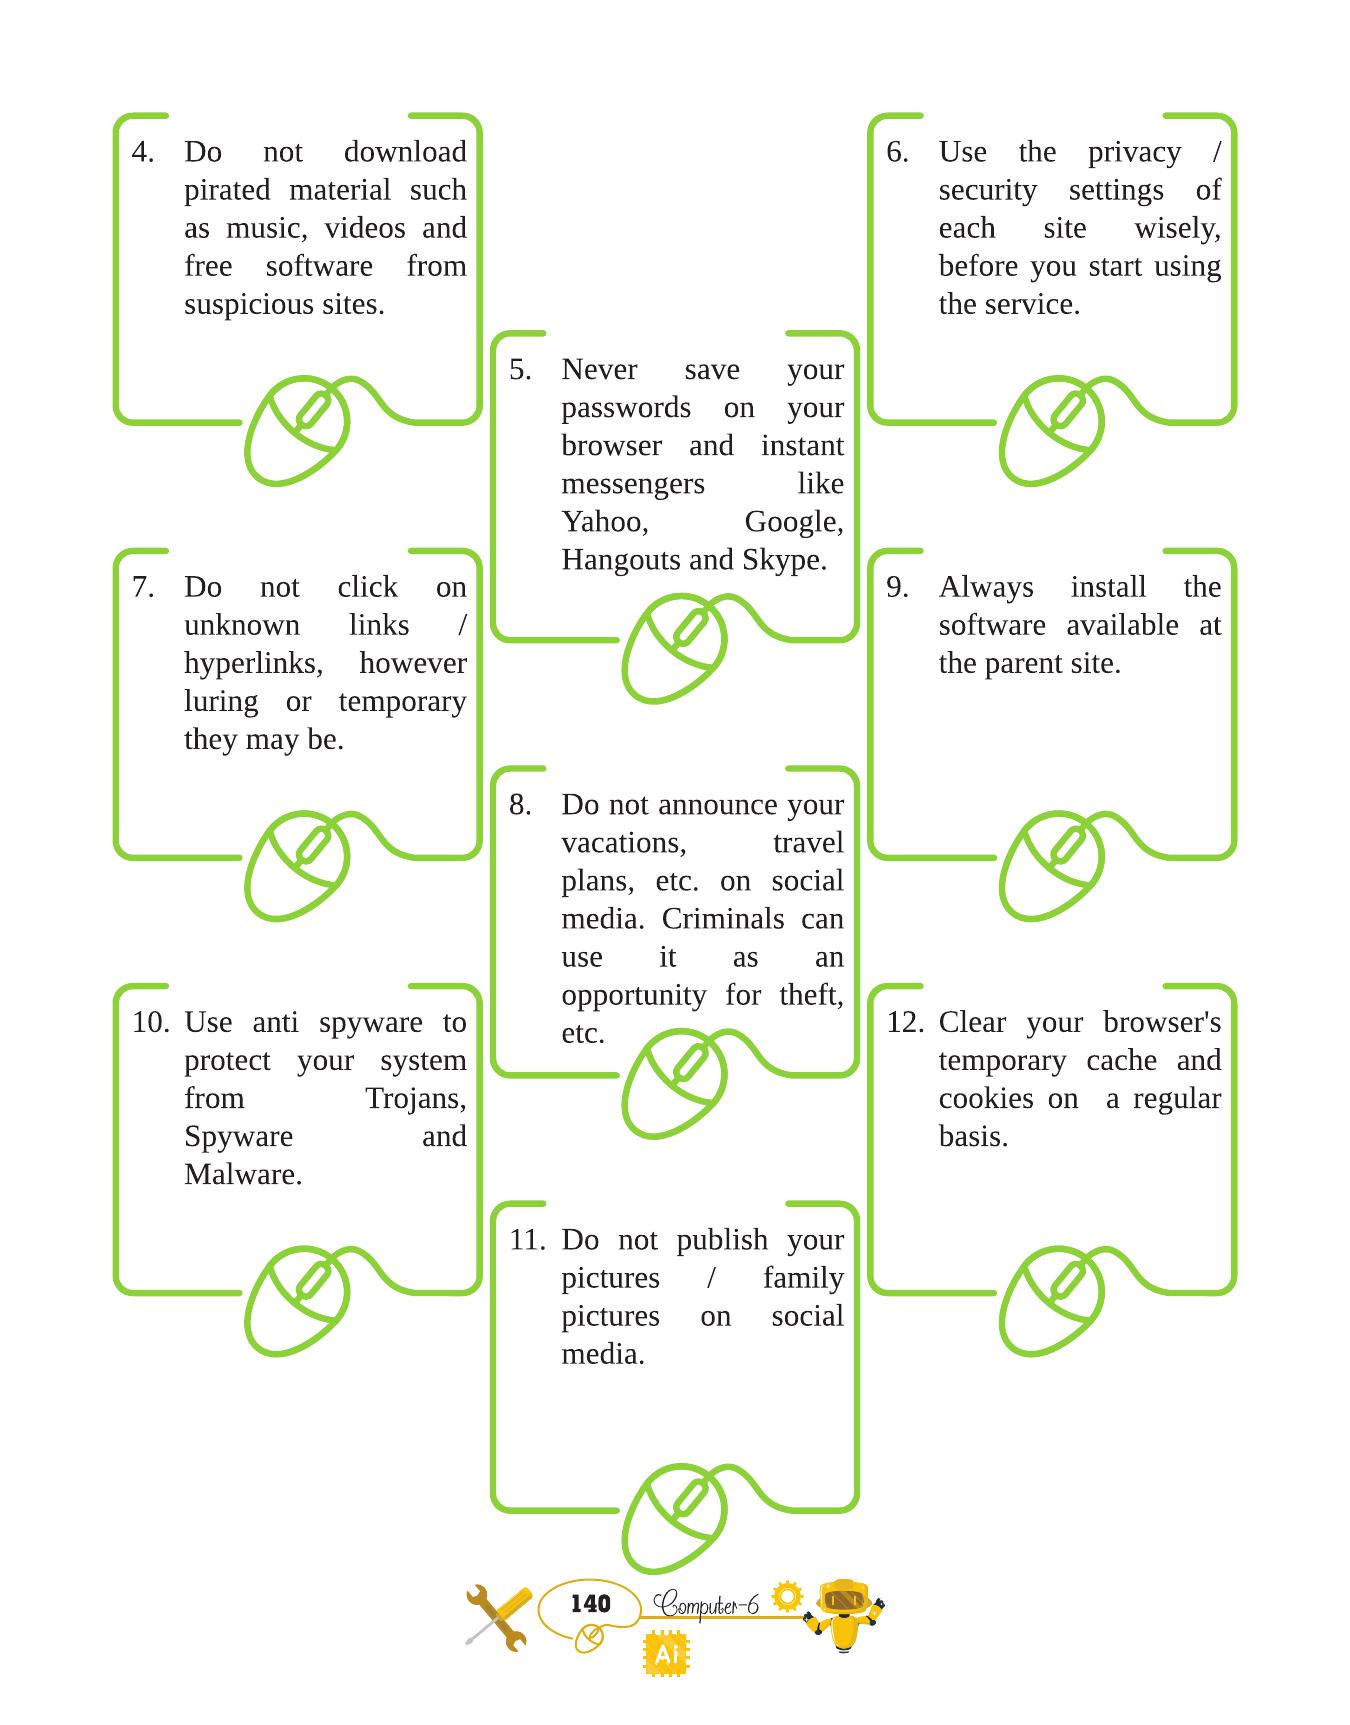 4. Do not download
pirated material such
as music, videos and
free software from
suspicious sites.
5. Never save your
passwords on your
browser and instant
messengers like
Yahoo, Google,
Hangouts and Skype.
6. Use the privacy /
security settings of
each site wisely,
before you start using
the service.
7. Do not click on
unknown links /
hyperlinks, however
luring or temporary
they may be.
8. Do not announce your
vacations, travel
plans, etc. on social
media. Criminals can
use it as an
opportunity for theft,
etc.
9. Always install the
software available at
the parent site.
10. Use anti spyware to
protect your system
from Trojans,
Spyware and
Malware.
11. Do not publish your
pictures / family
pictures on social
media.
12. Clear your browser's
temporary cache and
cookies on a regular
basis.
140 Computer-6
Ai